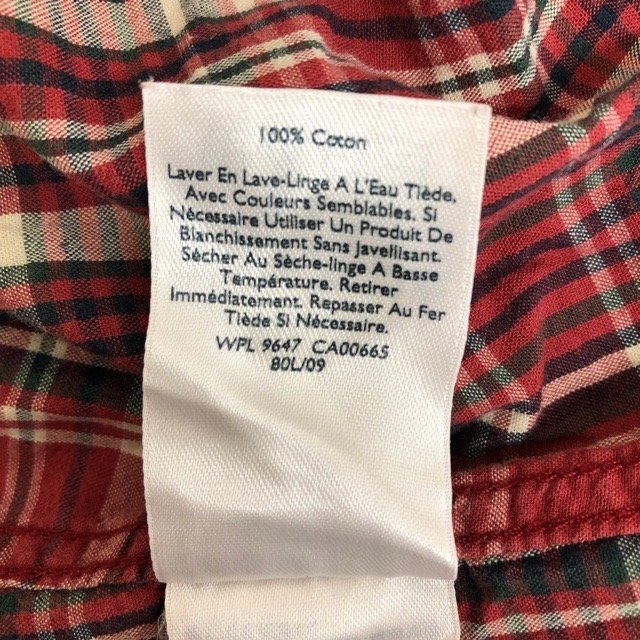 100% Coton
Laver En Lave-Linge A L'Eau Tiède,
Avec Couleurs Semblables. Si
Nécessaire Utiliser Un Produit De
Blanchissement Sans Javellisant.
Sécher Au Sèche-linge A Basse
Température. Retirer
Immédiatement. Repasser Au Fer
Tiède Si Nécessaire.
WPL 9647 CA00665
80L/09